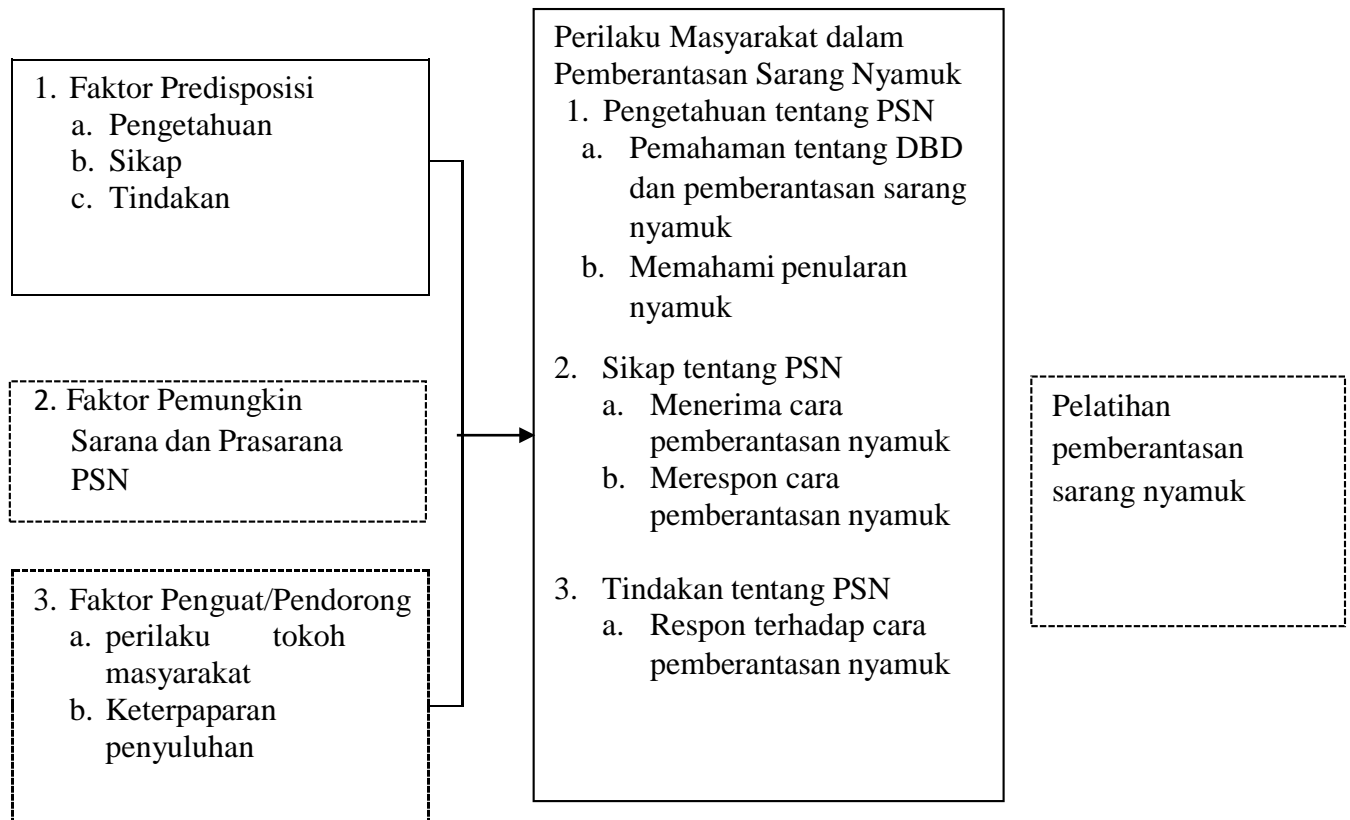 1. Faktor Predisposisi
a. Pengetahuan
b. Sikap
c. Tindakan
2. Faktor Pemungkin
Sarana dan Prasarana
PSN
3. Faktor Penguat/Pendorong
a. perilaku tokoh
masyarakat
b. Keterpaparan
penyuluhan
Perilaku Masyarakat dalam
Pemberantasan Sarang Nyamuk
1. Pengetahuan tentang PSN
a. Pemahaman tentang DBD
dan pemberantasan sarang
nyamuk
b. Memahami penularan
nyamuk
2. Sikap tentang PSN
a. Menerima cara
pemberantasan nyamuk
b. Merespon cara
pemberantasan nyamuk
3. Tindakan tentang PSN
a. Respon terhadap cara
pemberantasan nyamuk
Pelatihan
pemberantasan
sarang nyamuk